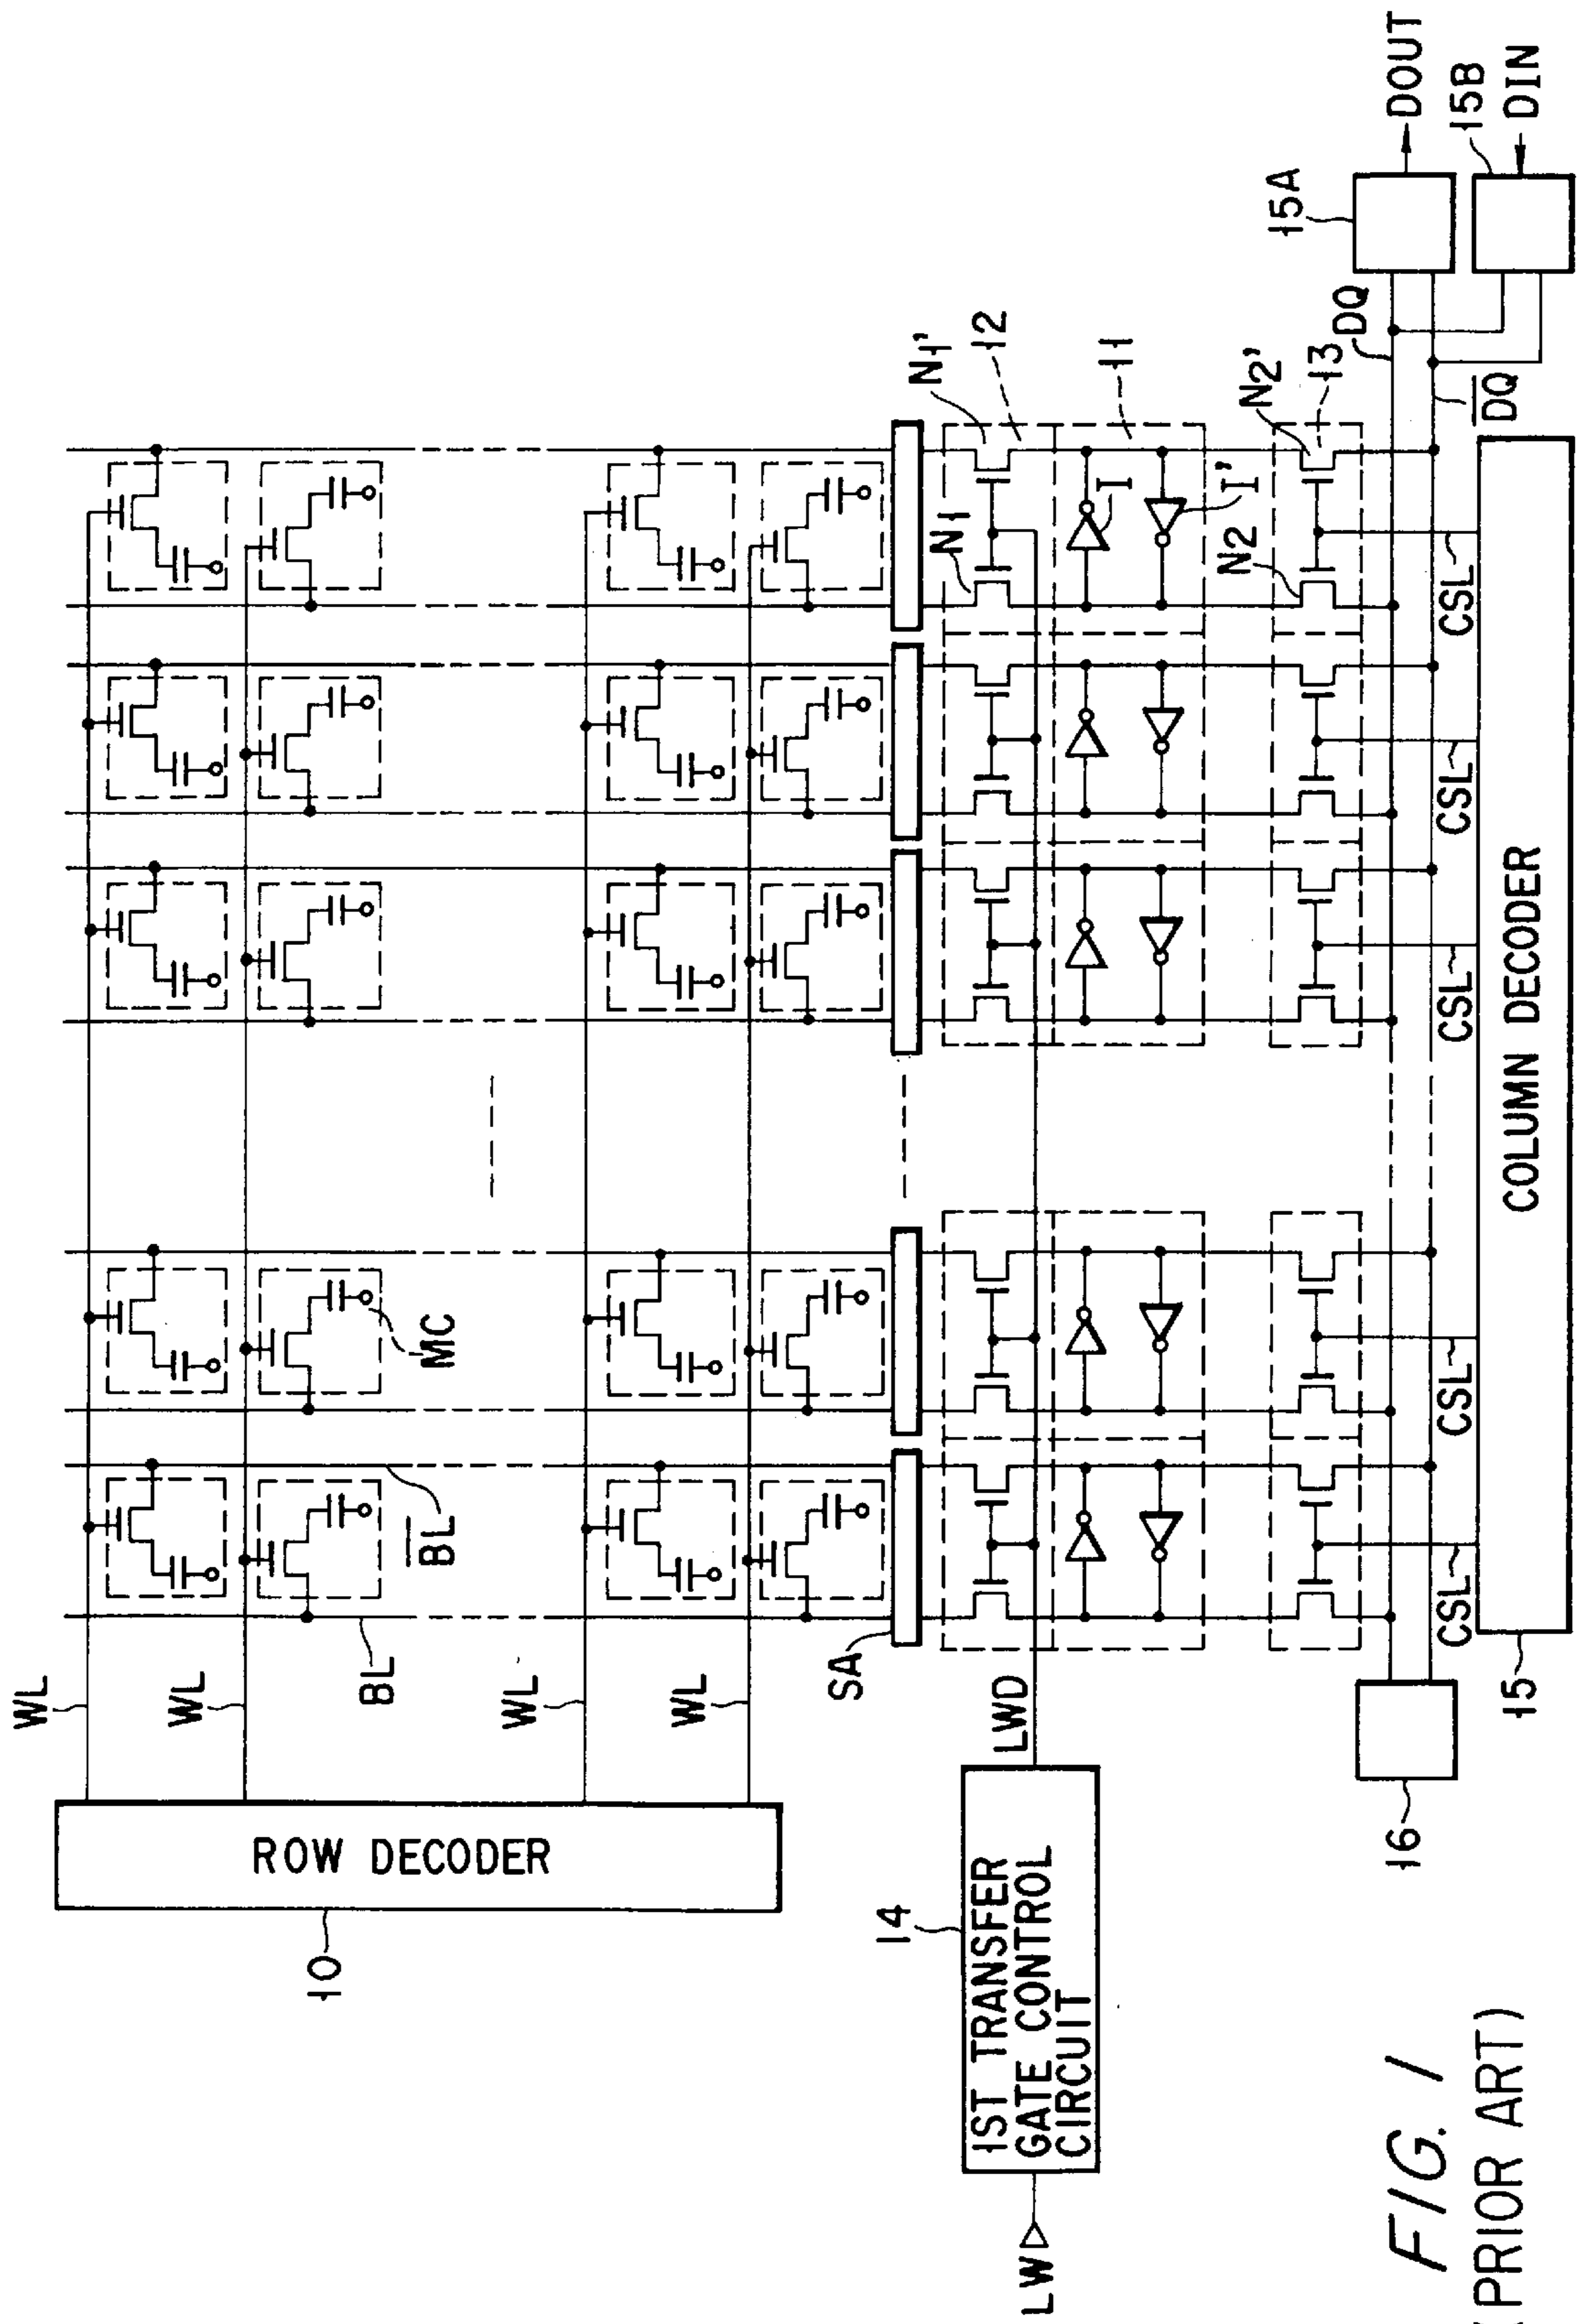 WL
WL
WL
WL
ROW DECODER
10
BL
BL
MC
SA
LWD
14
1ST TRANSFER
GATE CONTROL
CIRCUIT
LW
N1'
12
N1
11
I
I'
N2'
13
N2
DQ
DQ
15A
DOUT
15B
DIN
CSL
CSL
CSL
CSL
CSL
COLUMN DECODER
15
16
FIG. 1
(PRIOR ART)